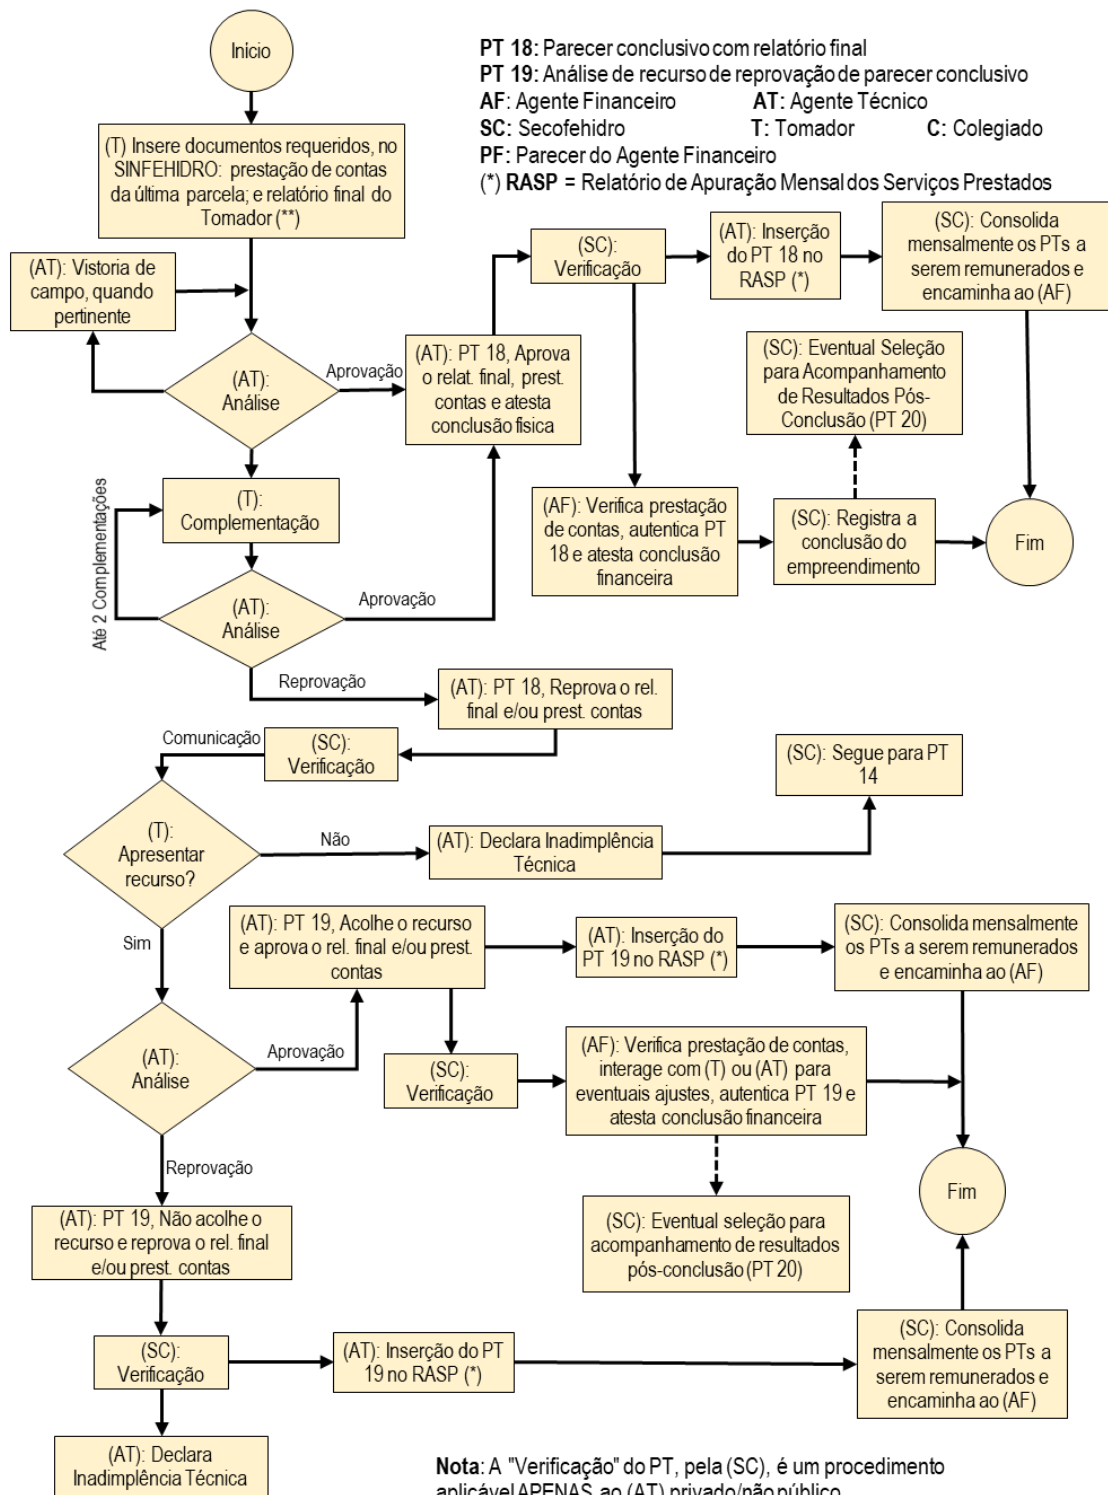 Início
PT 18: Parecer conclusivo com relatório final
PT 19: Análise de recurso de reprovação de parecer conclusivo
AF: Agente Financeiro AT: Agente Técnico
SC: Secofehidro T: Tomador C: Colegiado
PF: Parecer do Agente Financeiro
(*) RASP = Relatório de Apuração Mensal dos Serviços Prestados
(T) Insere documentos requeridos, no
SINFEHIDRO: prestação de contas
da última parcela; e relatório final do
Tomador (**)
(AT): Vistoria de
campo, quando
pertinente
(AT):
Análise
Aprovação
(AT): PT 18, Aprova
o relat. final, prest.
contas e atesta
conclusão física
(SC):
Verificação
(AT): Inserção
do PT 18 no
RASP (*)
(SC): Consolida
mensalmente os PTs a
serem remunerados e
encaminha ao (AF)
(SC): Eventual Seleção
para Acompanhamento
de Resultados Pós-
Conclusão (PT 20)
(T):
Complementação
Até 2 Complementações
(AF): Verifica prestação
de contas, autentica PT
18 e atesta conclusão
financeira
(SC): Registra a
conclusão do
empreendimento
Fim
(AT):
Análise
Aprovação
Reprovação
(AT): PT 18, Reprova o rel.
final e/ou prest. contas
Comunicação
(SC):
Verificação
(SC): Segue para PT
14
(T):
Apresentar
recurso?
Não
(AT): Declara Inadimplência
Técnica
Sim
(AT): PT 19, Acolhe o recurso
e aprova o rel. final e/ou prest.
contas
(AT): Inserção do
PT 19 no RASP (*)
(SC): Consolida mensalmente
os PTs a serem remunerados
e encaminha ao (AF)
(AT):
Análise
Aprovação
(SC):
Verificação
(AF): Verifica prestação de contas,
interage com (T) ou (AT) para
eventuais ajustes, autentica PT 19 e
atesta conclusão financeira
Reprovação
Fim
(AT): PT 19, Não acolhe o
recurso e reprova o rel. final
e/ou prest. contas
(SC): Eventual seleção para
acompanhamento de resultados
pós-conclusão (PT 20)
(SC):
Verificação
(AT): Inserção do PT
19 no RASP (*)
(SC): Consolida
mensalmente os PTs a
serem remunerados e
encaminha ao (AF)
(AT): Declara
Inadimplência Técnica
Nota: A "Verificação" do PT, pela (SC), é um procedimento
aplicável APENAS ao (AT) privado/não público